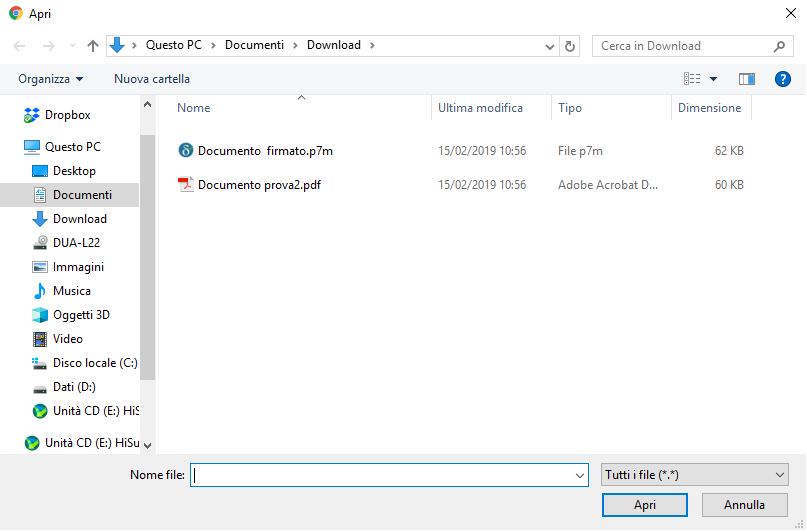 Apri
Questo PC > Documenti > Download >
Cerca in Download
Organizza
Nuova cartella
?
Dropbox
Questo PC
Desktop
Documenti
Download
DUA-L22
Immagini
Musica
Oggetti 3D
Video
Disco locale (C:)
Dati (D:)
Unità CD (E:) HiS
Unità CD (E:) HiSu
Nome Ultima modifica Tipo Dimensione
Documento firmato.p7m 15/02/2019 10:56 File p7m 62 KB
Documento prova2.pdf 15/02/2019 10:56 Adobe Acrobat D... 60 KB
Nome file:
Tutti i file (*.*)
Apri
Annulla